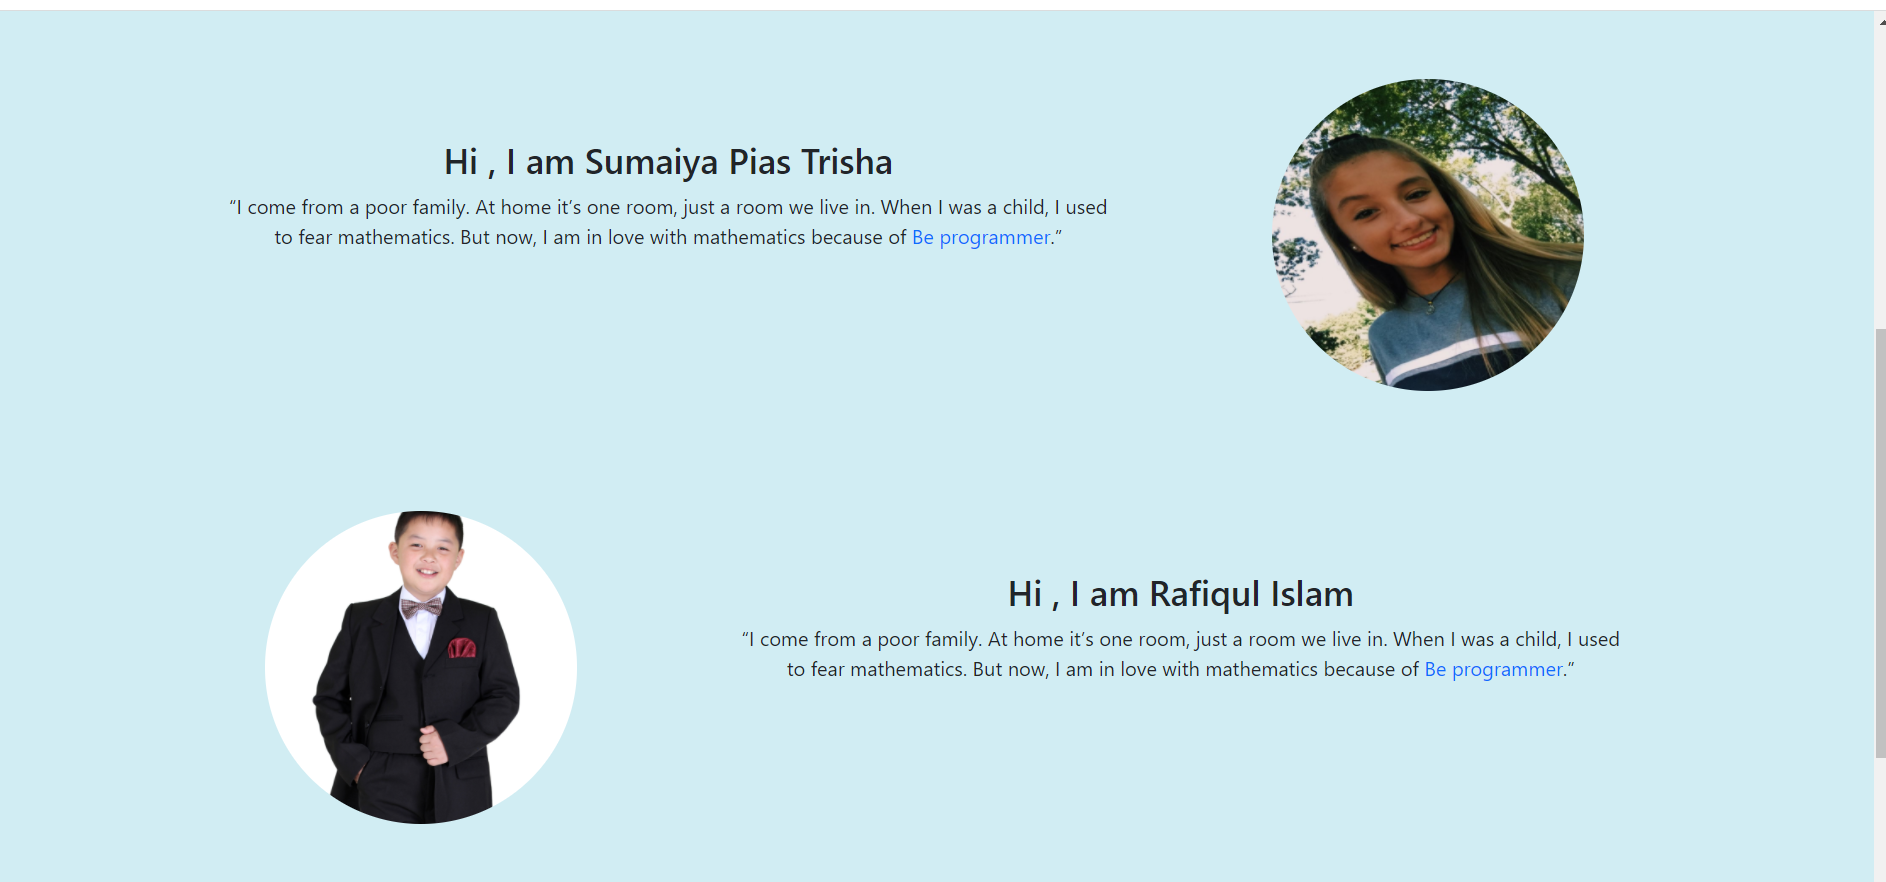 Hi , I am Sumaiya Pias Trisha
“I come from a poor family. At home it’s one room, just a room we live in. When I was a child, I used
to fear mathematics. But now, I am in love with mathematics because of Be programmer.”
Hi , I am Rafiqul Islam
“I come from a poor family. At home it’s one room, just a room we live in. When I was a child, I used
to fear mathematics. But now, I am in love with mathematics because of Be programmer.”